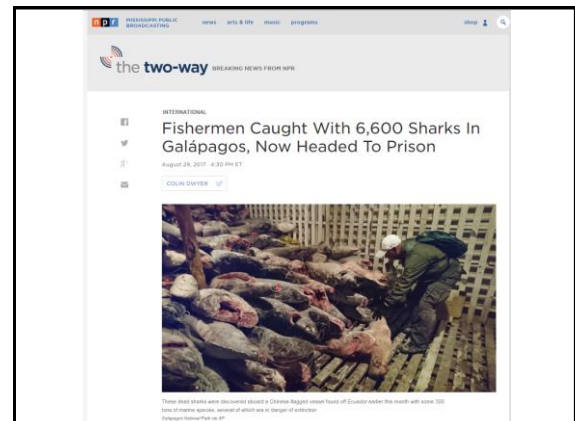 npr
MISSISSIPPI PUBLIC
BROADCASTING
news arts & life music programs
shop
the two-way BREAKING NEWS FROM NPR
INTERNATIONAL
Fishermen Caught With 6,600 Sharks In
Galápagos, Now Headed To Prison
August 29, 2017 · 4:30 PM ET
COLIN DWYER
These dead sharks were discovered aboard a Chinese-flagged vessel found off Ecuador earlier this month with some 300
tons of marine species, several of which are in danger of extinction.
Galapagos National Park via AP